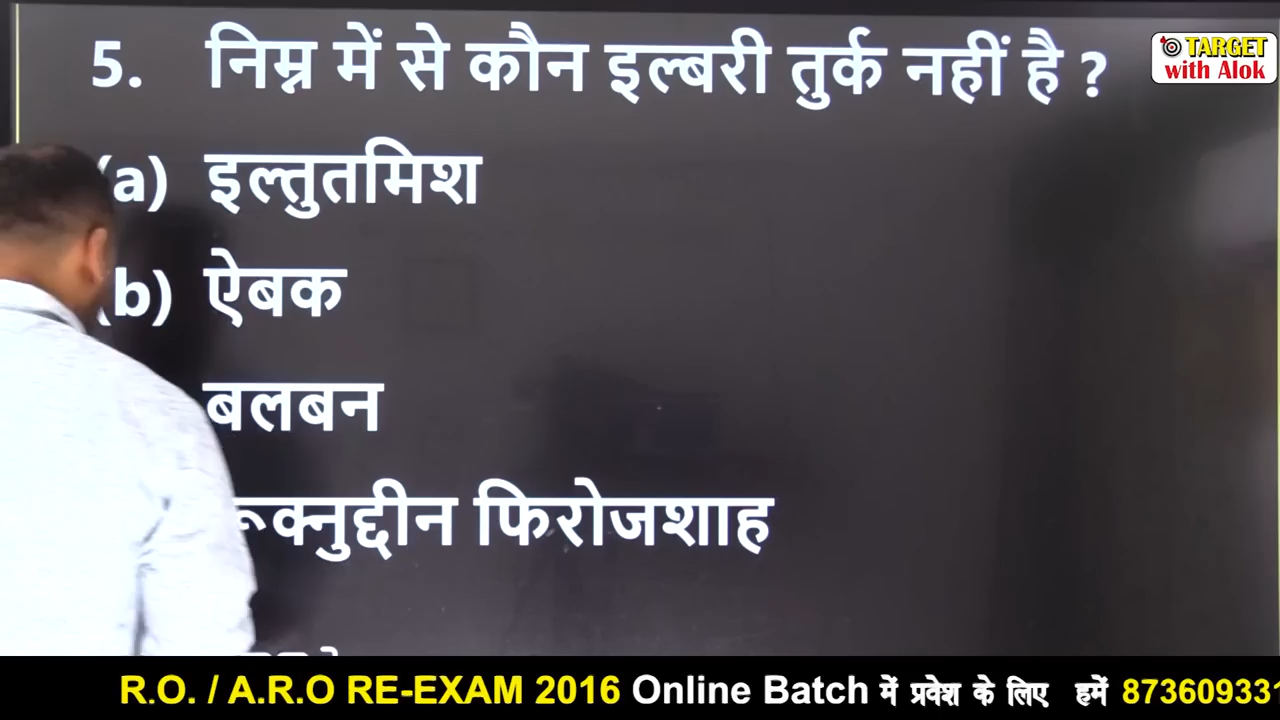 5. निम्न में से कौन इल्बरी तुर्क नहीं है ?
TARGET
with Alok
(a) इल्तुतमिश
(b) ऐबक
बलबन
रूक्नुद्दीन फिरोजशाह
R.O. / A.R.O RE-EXAM 2016 Online Batch में प्रवेश के लिए हमें 873609331